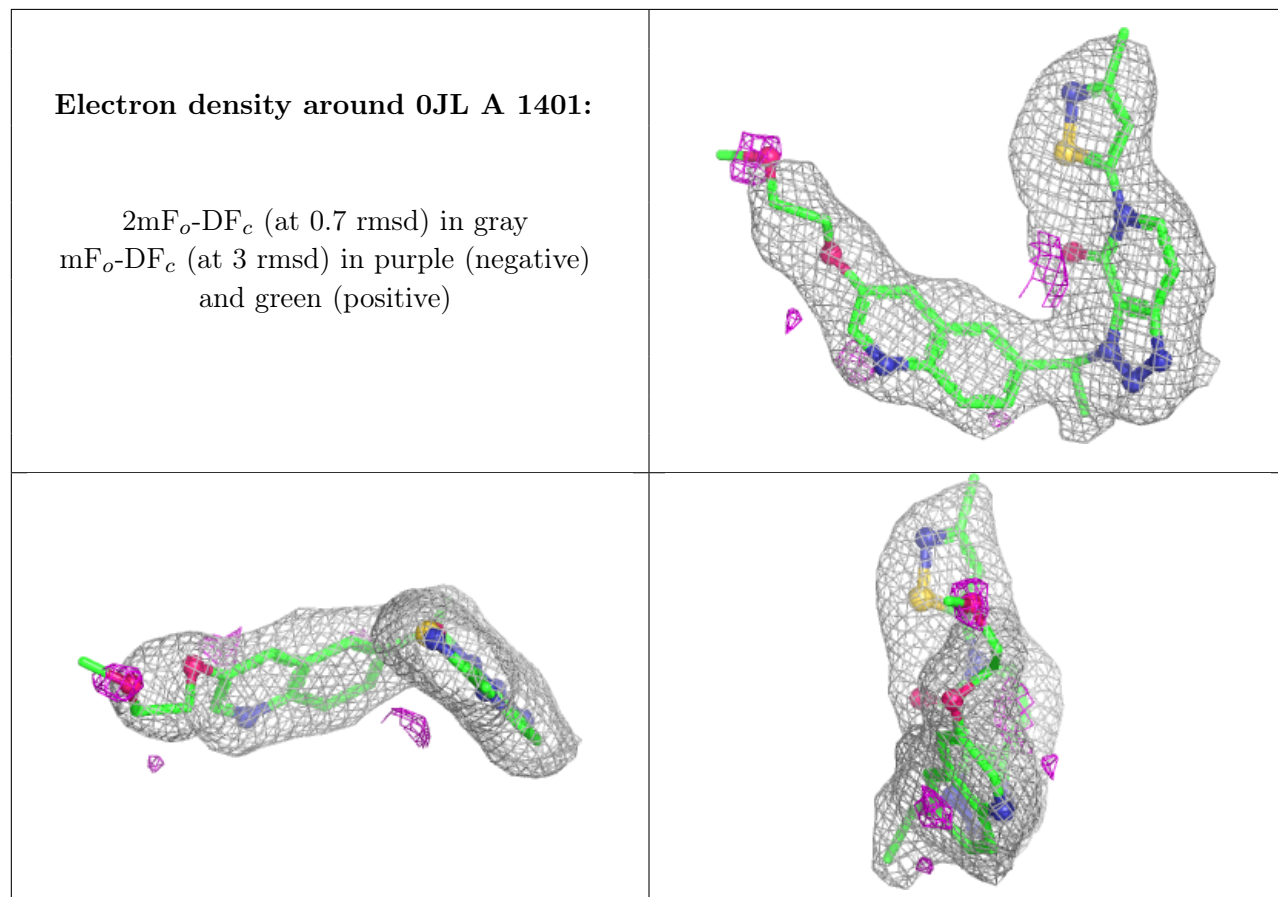 Electron density around 0JL A 1401:
2mFₒ-DF𝒸 (at 0.7 rmsd) in gray
mFₒ-DF𝒸 (at 3 rmsd) in purple (negative)
and green (positive)